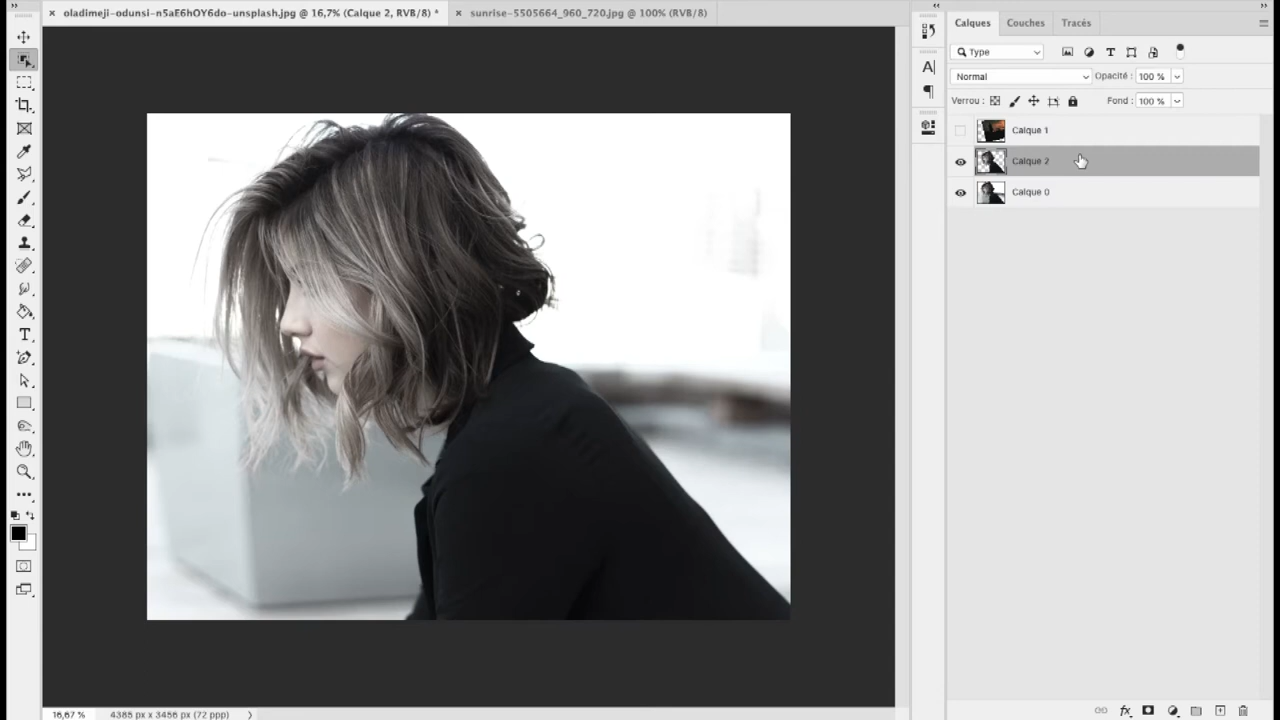 oladimeji-odunsi-n5aE6hOY6do-unsplash.jpg @ 16,7% (Calque 2, RVB/8) *
sunrise-5505664_960_720.jpg @ 100% (RVB/8)
Calques
Couches
Tracés
Type
Normal
Opacité :
100 %
Verrou :
Fond :
100 %
Calque 1
Calque 2
Calque 0
16,67 %
4385 px x 3456 px (72 ppp)